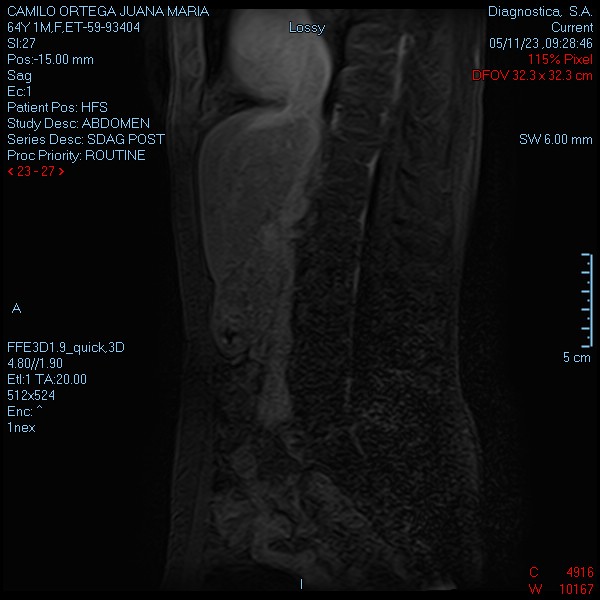 CAMILO ORTEGA JUANA MARIA
64Y 1M,F,ET-59-93404
Sl:27
Pos:-15.00 mm
Sag
Ec:1
Patient Pos: HFS
Study Desc: ABDOMEN
Series Desc: SDAG POST
Proc Priority: ROUTINE
< 23 - 27 >
Lossy
Diagnostica, S.A.
Current
05/11/23 ,09:28:46
115% Pixel
DFOV 32.3 x 32.3 cm
SW 6.00 mm
A
5 cm
FFE3D1.9_quick,3D
4.80//1.90
Etl:1 TA:20.00
512x524
Enc: ^
1nex
I
C 4916
W 10167